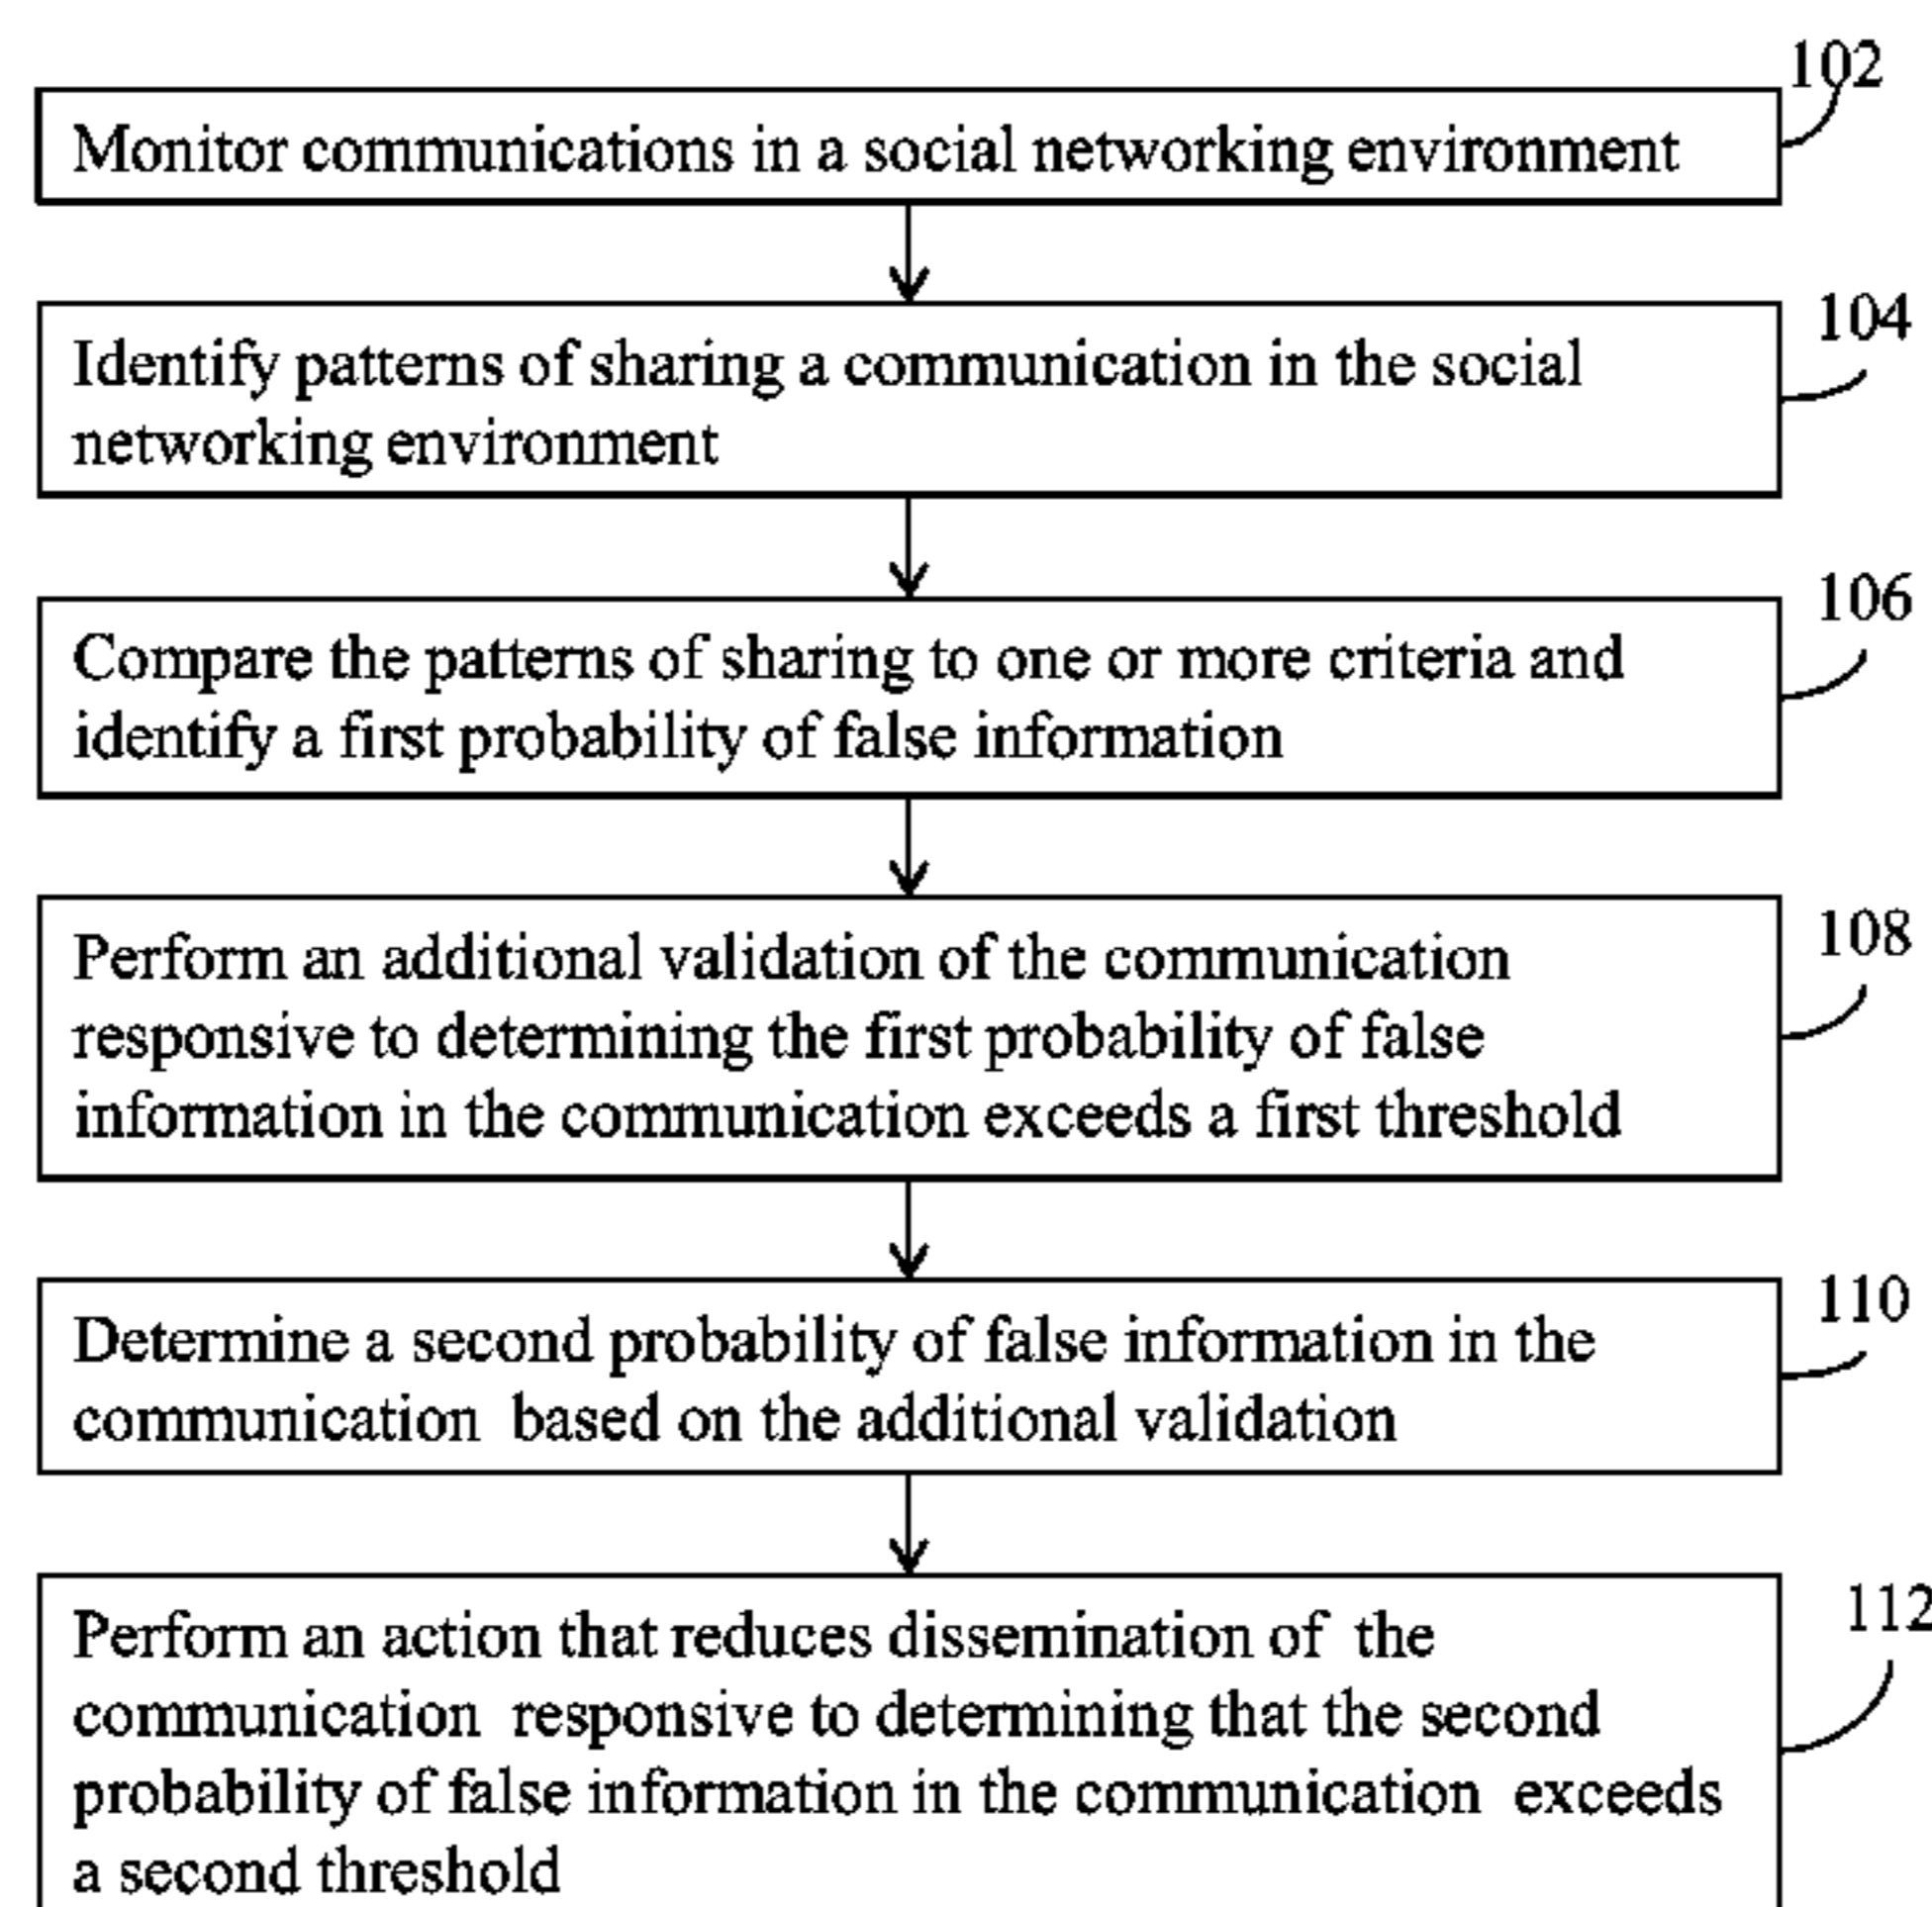 102
Monitor communications in a social networking environment
104
Identify patterns of sharing a communication in the social
networking environment
106
Compare the patterns of sharing to one or more criteria and
identify a first probability of false information
108
Perform an additional validation of the communication
responsive to determining the first probability of false
information in the communication exceeds a first threshold
110
Determine a second probability of false information in the
communication based on the additional validation
112
Perform an action that reduces dissemination of the
communication responsive to determining that the second
probability of false information in the communication exceeds
a second threshold